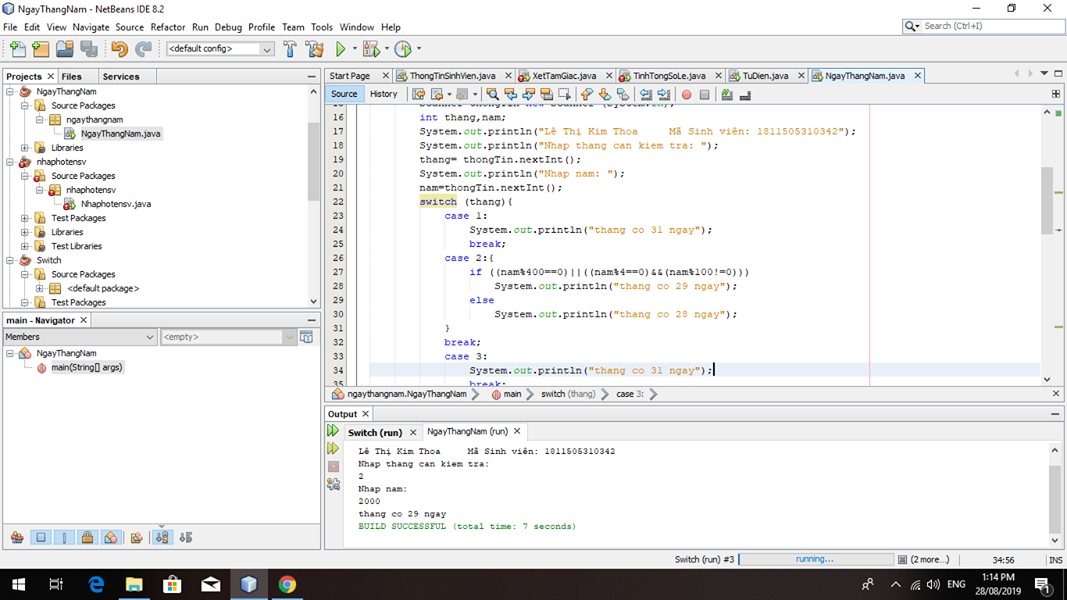 NgayThangNam - NetBeans IDE 8.2
File Edit View Navigate Source Refactor Run Debug Profile Team Tools Window Help
Search (Ctrl+I)
<default config>
Projects Files Services
NgayThangNam
Source Packages
ngaythangnam
NgayThangNam.java
Libraries
nhaphotensv
Source Packages
nhaphotensv
Nhaphotensv.java
Test Packages
Libraries
Test Libraries
Switch
Source Packages
<default package>
Test Packages
main - Navigator
Members <empty>
NgayThangNam
main(String[] args)
Start Page ThongTinSinhVien.java XetTamGiac.java TinhTongSoLe.java TuDien.java NgayThangNam.java
Source History
16 int thang,nam;
17 System.out.println("Lê Thị Kim Thoa Mã Sinh viên: 1811505310342");
18 System.out.println("Nhap thang can kiem tra: ");
19 thang= thongTin.nextInt();
20 System.out.println("Nhap nam: ");
21 nam=thongTin.nextInt();
22 switch (thang){
23 case 1:
24 System.out.println("thang co 31 ngay");
25 break;
26 case 2:{
27 if ((nam%400==0)||((nam%4==0)&&(nam%100!=0)))
28 System.out.println("thang co 29 ngay");
29 else
30 System.out.println("thang co 28 ngay");
31 }
32 break;
33 case 3:
34 System.out.println("thang co 31 ngay");
35 break;
ngaythangnam.NgayThangNam main switch (thang) case 3:
Output
Switch (run) NgayThangNam (run)
Lê Thị Kim Thoa Mã Sinh viên: 1811505310342
Nhap thang can kiem tra:
2
Nhap nam:
2000
thang co 29 ngay
BUILD SUCCESSFUL (total time: 7 seconds)
Switch (run) #3 running... (2 more...) 34:56 INS
ENG 1:14 PM
28/08/2019
1